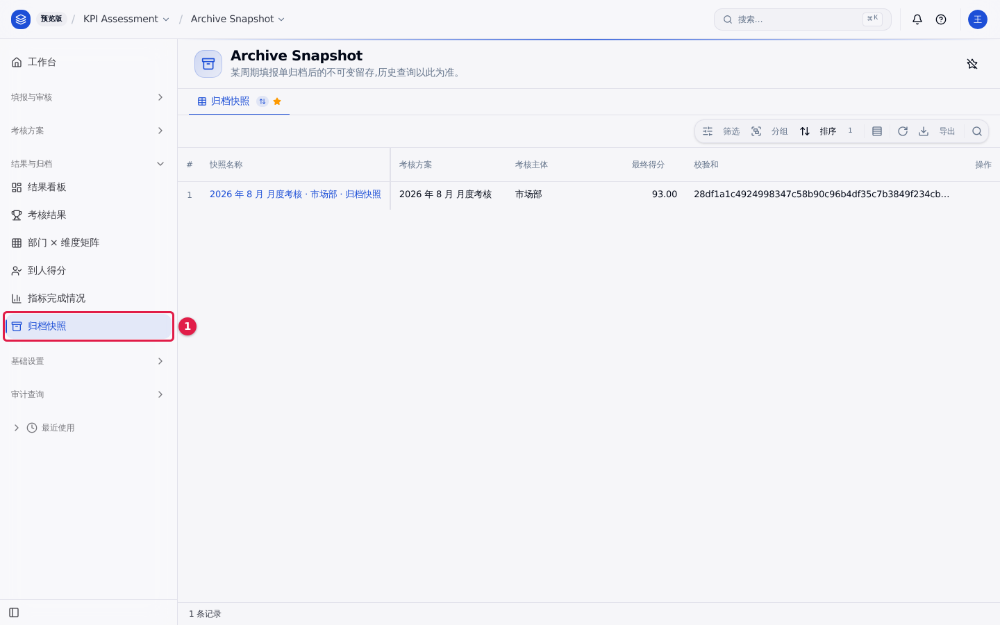 预览版 / KPI Assessment / Archive Snapshot
搜索... ⌘K
王
工作台
填报与审核
考核方案
结果与归档
结果看板
考核结果
部门 × 维度矩阵
到人得分
指标完成情况
归档快照
1
基础设置
审计查询
最近使用
Archive Snapshot
某周期填报单归档后的不可变留存,历史查询以此为准。
归档快照
筛选 分组 排序 1 导出
# 快照名称 考核方案 考核主体 最终得分 校验和 操作
1 2026 年 8 月 月度考核 · 市场部 · 归档快照 2026 年 8 月 月度考核 市场部 93.00 28df1a1c4924998347c58b90c96b4df35c7b3849f234cb...
1 条记录